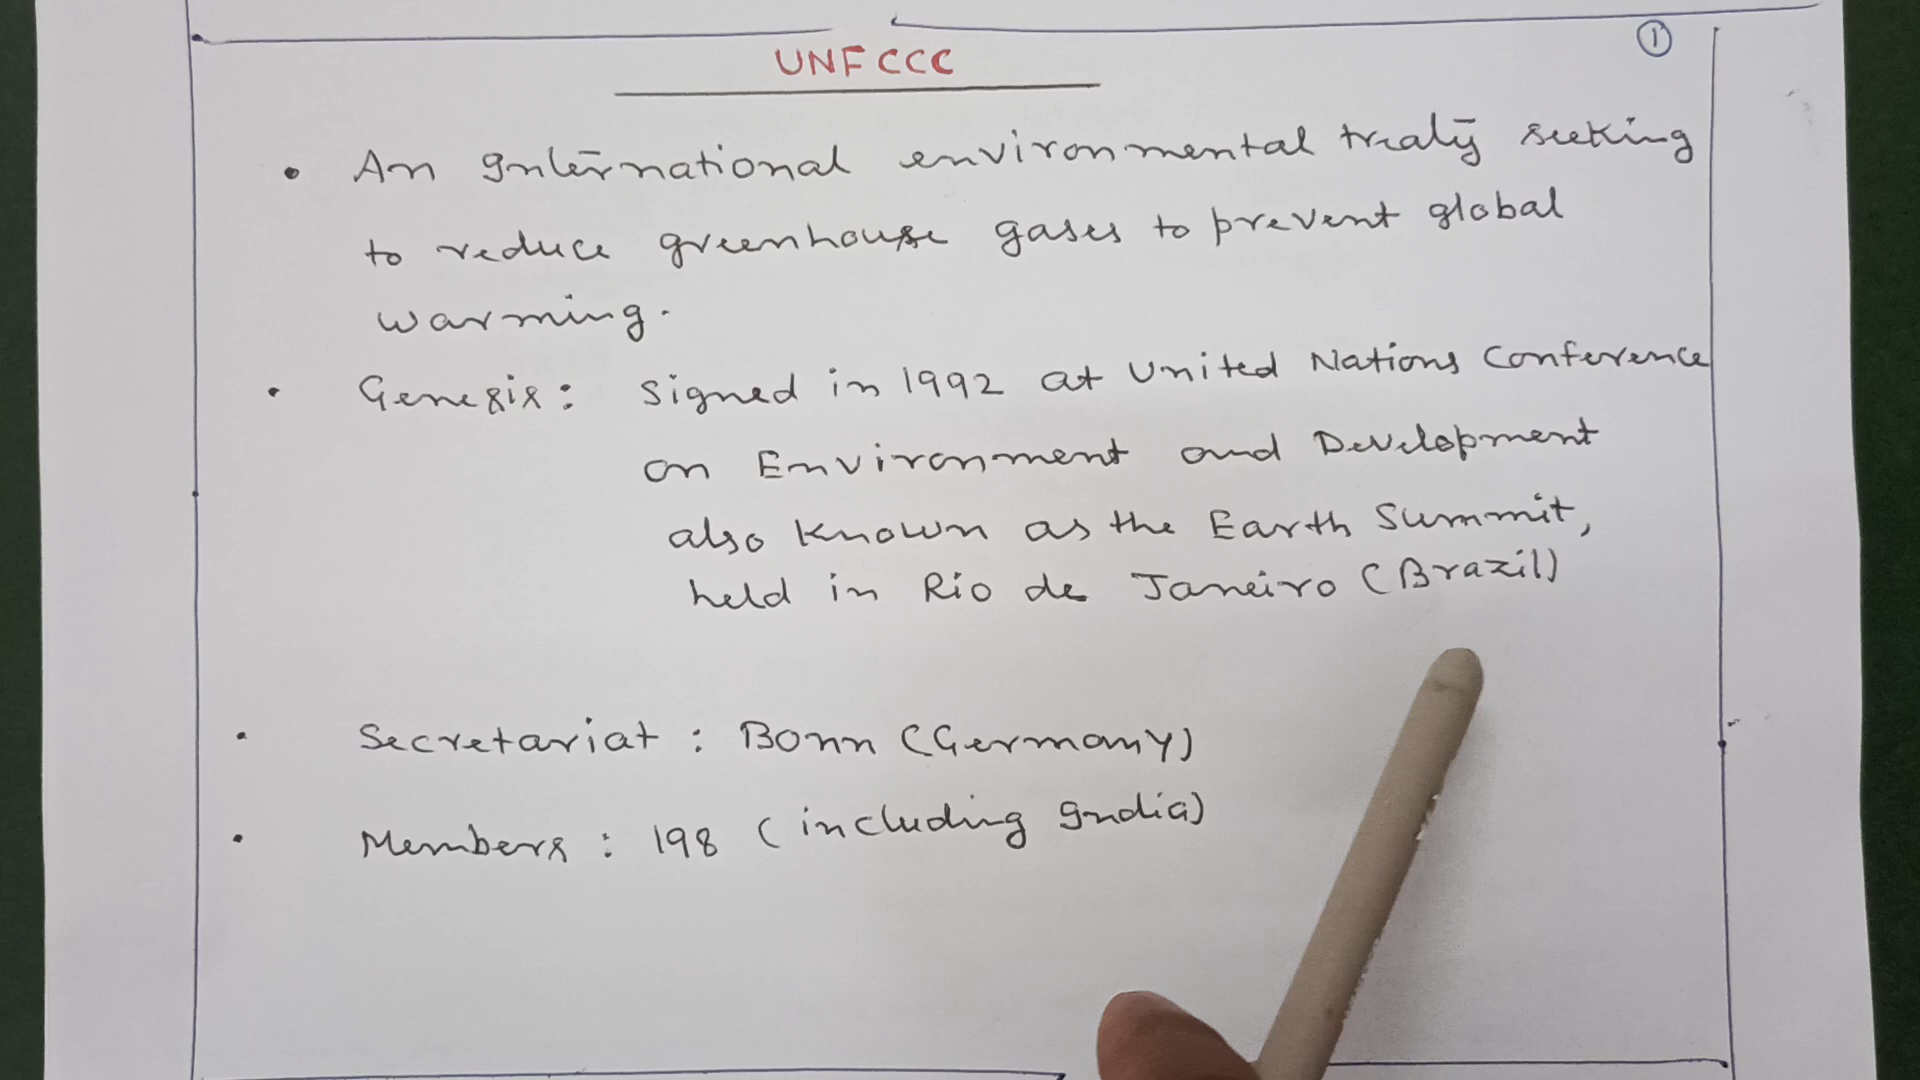 ①
UNFCCC
• An International environmental treaty seeking
to reduce greenhouse gases to prevent global
warming.
• Genesis: signed in 1992 at United Nations Conference
on Environment and Development
also known as the Earth Summit,
held in Rio de Janeiro (Brazil)
• Secretariat : Bonn (Germany)
• Members : 198 (including India)